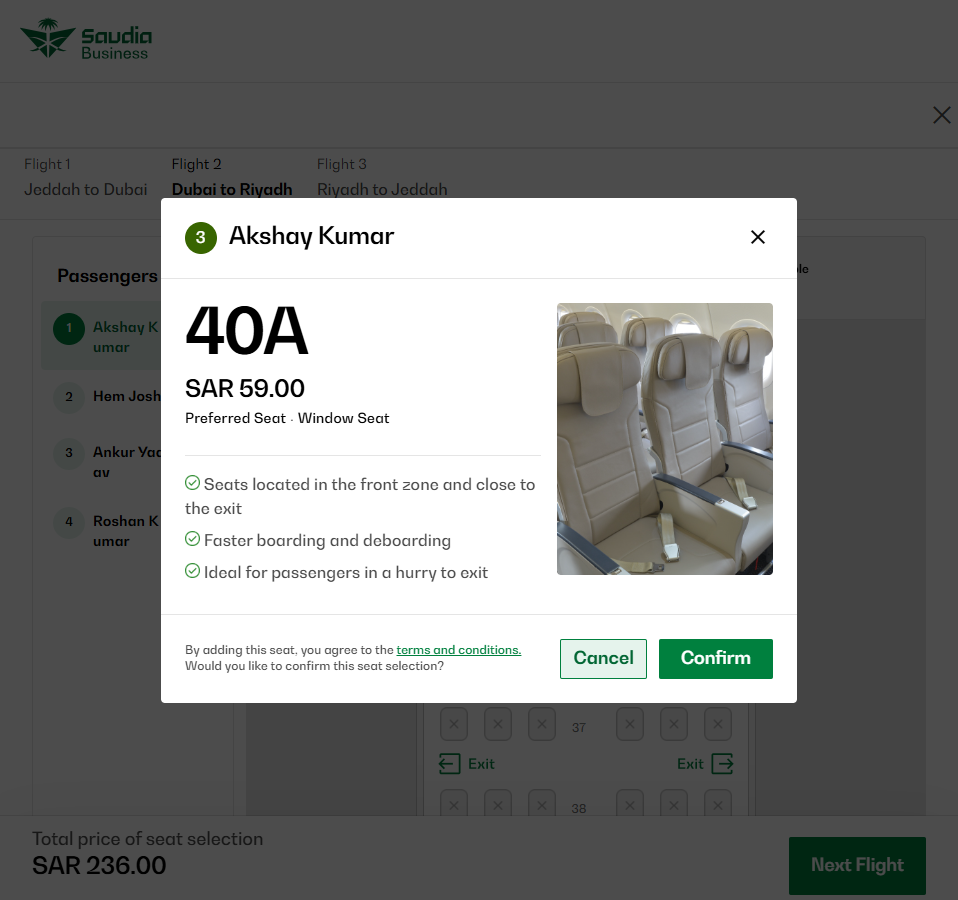 Saudia
Business
Flight 1
Flight 2
Flight 3
Jeddah to Dubai
Dubai to Riyadh
Riyadh to Jeddah
3 Akshay Kumar
Passengers
1 Akshay K
umar
2 Hem Josh
3 Ankur Yad
av
4 Roshan K
umar
40A
SAR 59.00
Preferred Seat · Window Seat
Seats located in the front zone and close to
the exit
Faster boarding and deboarding
Ideal for passengers in a hurry to exit
By adding this seat, you agree to the terms and conditions.
Would you like to confirm this seat selection?
Cancel
Confirm
37
Exit
Exit
38
Total price of seat selection
SAR 236.00
Next Flight